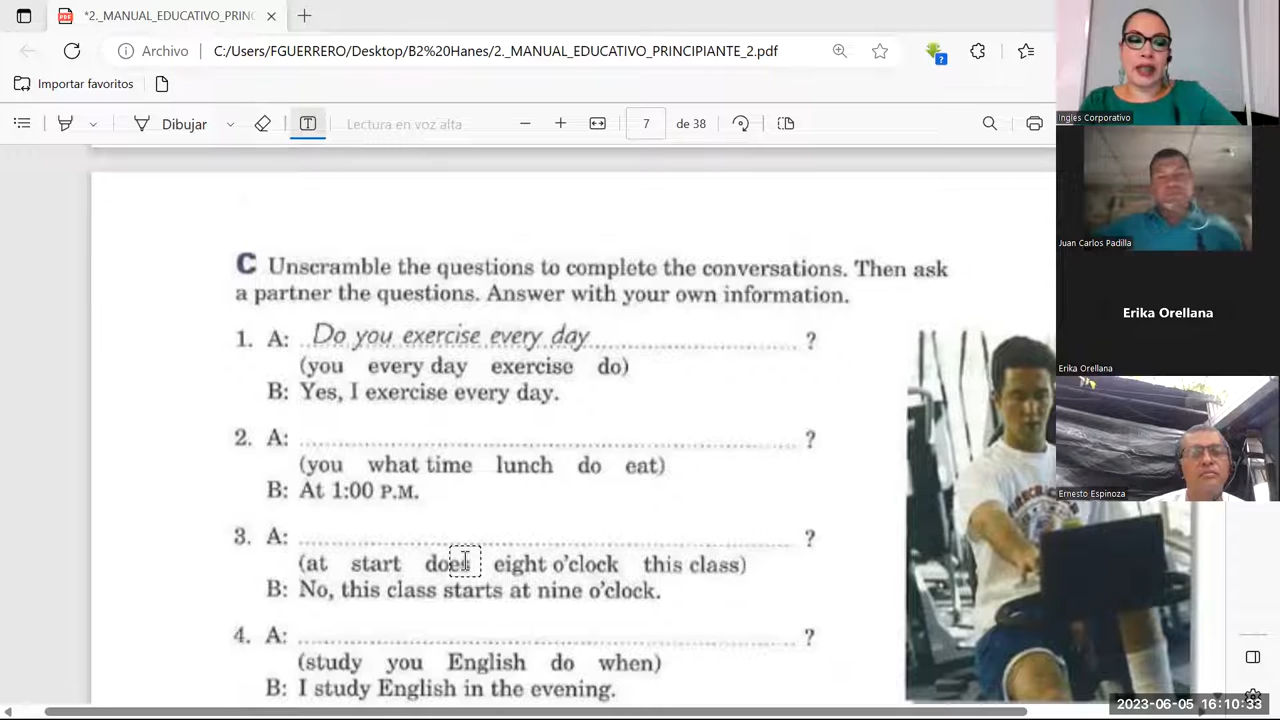 *2._MANUAL_EDUCATIVO_PRINC
Archivo
C:/Users/FGUERRERO/Desktop/B2%20Hanes/2._MANUAL_EDUCATIVO_PRINCIPIANTE_2.pdf
Importar favoritos
Dibujar
Lectura en voz alta
7
de 38
C Unscramble the questions to complete the conversations. Then ask
a partner the questions. Answer with your own information.
1. A: Do you exercise every day ?
(you every day exercise do)
B: Yes, I exercise every day.
2. A: ?
(you what time lunch do eat)
B: At 1:00 P.M.
3. A: ?
(at start does eight o'clock this class)
B: No, this class starts at nine o'clock.
4. A: ?
(study you English do when)
B: I study English in the evening.
Ingles Corporativo
Juan Carlos Padilla
Erika Orellana
Erika Orellana
Ernesto Espinoza
2023-06-05 16:10:33